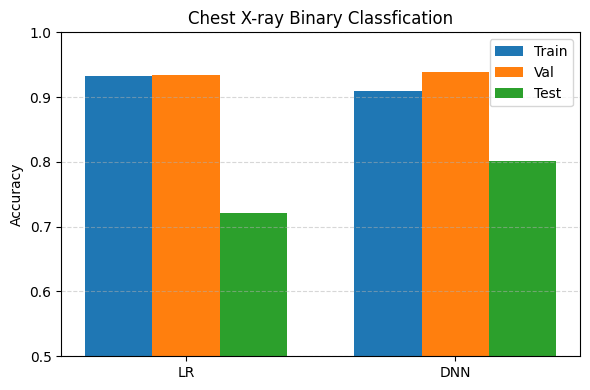 Chest X-ray Binary Classfication
Train
Val
Test
Accuracy
1.0
0.9
0.8
0.7
0.6
0.5
LR DNN